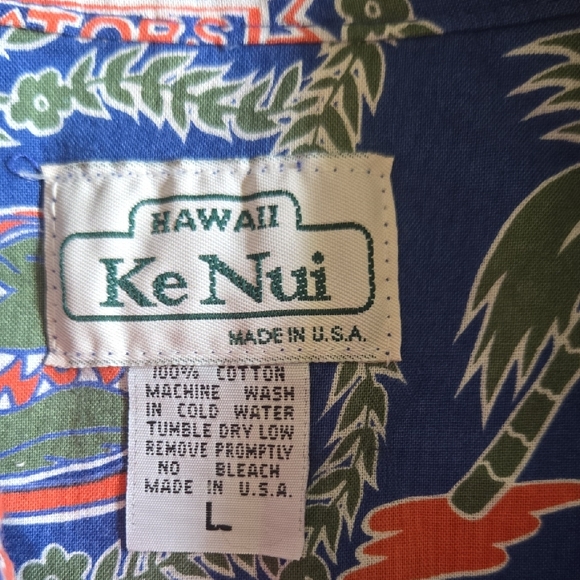 ATORS
HAWAII
Ke Nui
MADE IN U.S.A.
100% COTTON
MACHINE WASH
IN COLD WATER
TUMBLE DRY LOW
REMOVE PROMPTLY
NO BLEACH
MADE IN U.S.A.
L